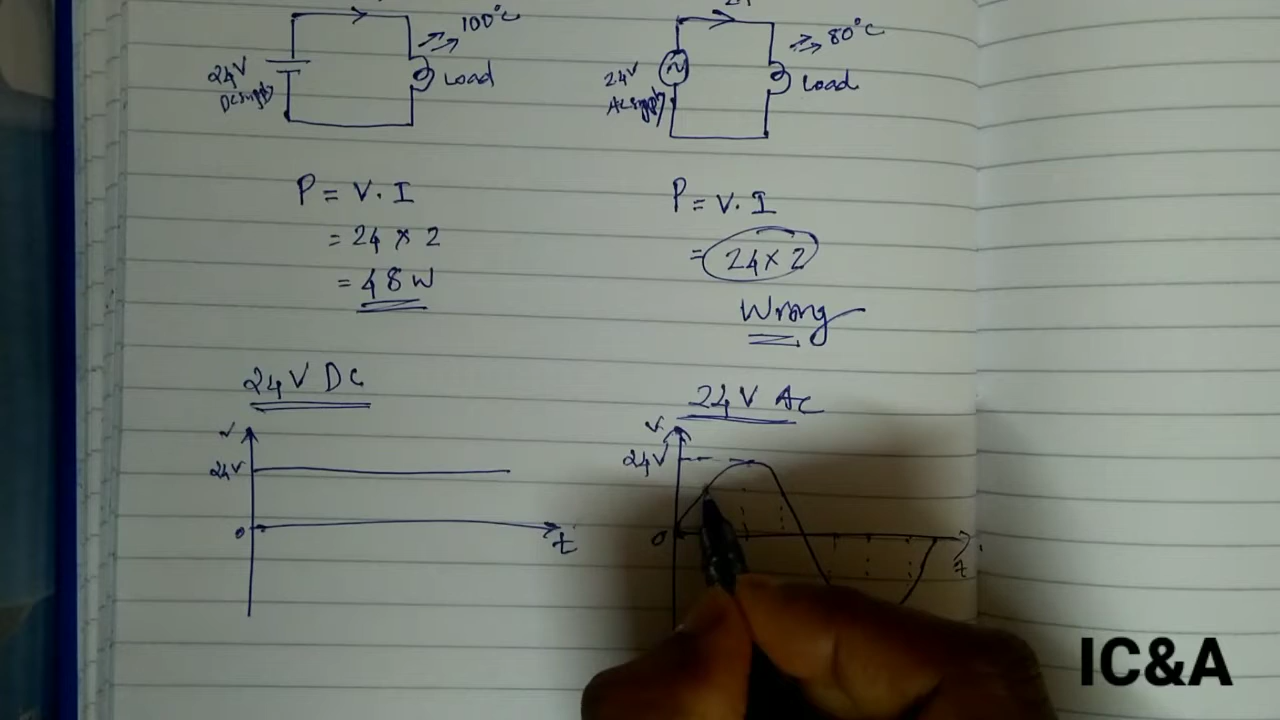 100°C
24V
DC supply
Load
80°C
24V
AC supply
Load
P = V. I
= 24 × 2
= 48 W
P = V. I
= 24 × 2
Wrong
24V DC
V
24V
0
t
24 V AC
V
24V
0
t
IC&A